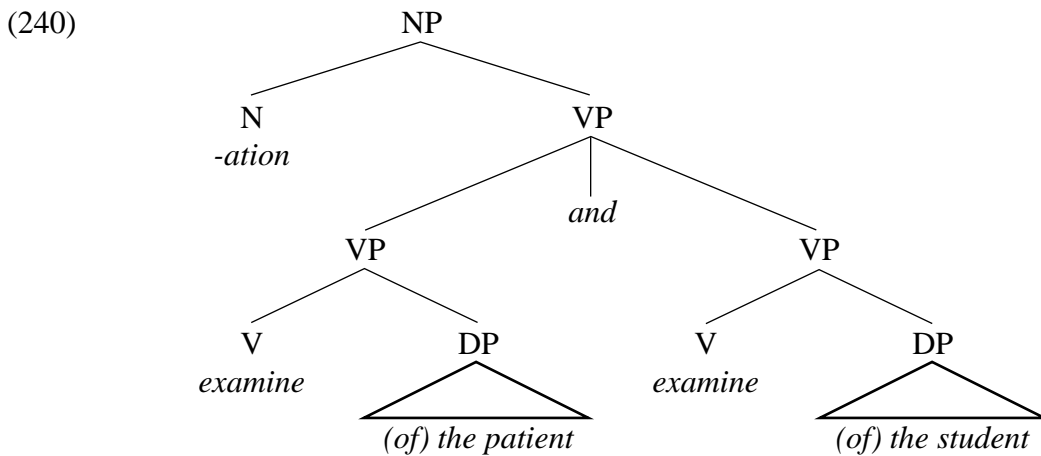 (240) NP
N VP
-ation
and
VP VP
V DP V DP
examine examine
(of) the patient (of) the student